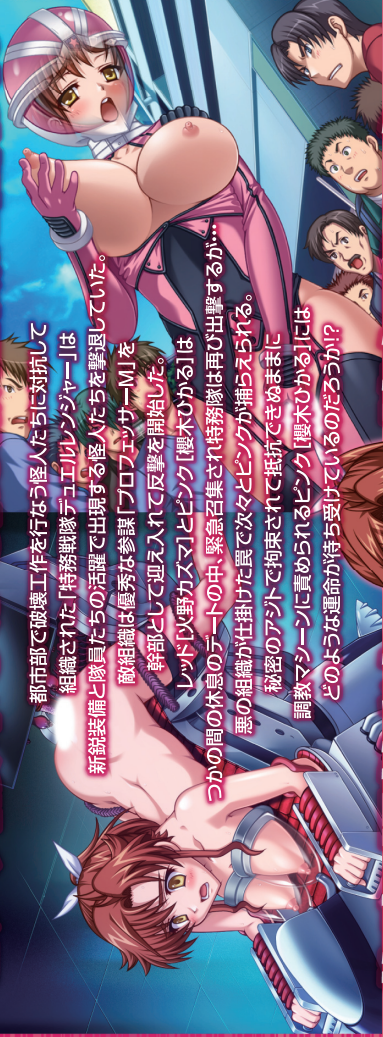 都市部で破壊工作を行なう怪人たちに対抗して
組織された「特務戦隊デュエルレンジャー」は
新鋭装備と隊員たちの活躍で出現する怪人たちを撃退していた。
敵組織は優秀な参謀「プロフェッサーM」を
幹部として迎え入れて反撃を開始した。
レッド【火野カズマ】とピンク【櫻木ひかる】は
つかの間の休息のデートの中、緊急召集され特務隊は再び出撃するが…
悪の組織が仕掛けた罠で次々とピンクが捕らえられる。
秘密のアジトで拘束されて抵抗できぬままに
調教マシーンに責められるピンク【櫻木ひかる】には
どのような運命が待ち受けているのだろうか!?